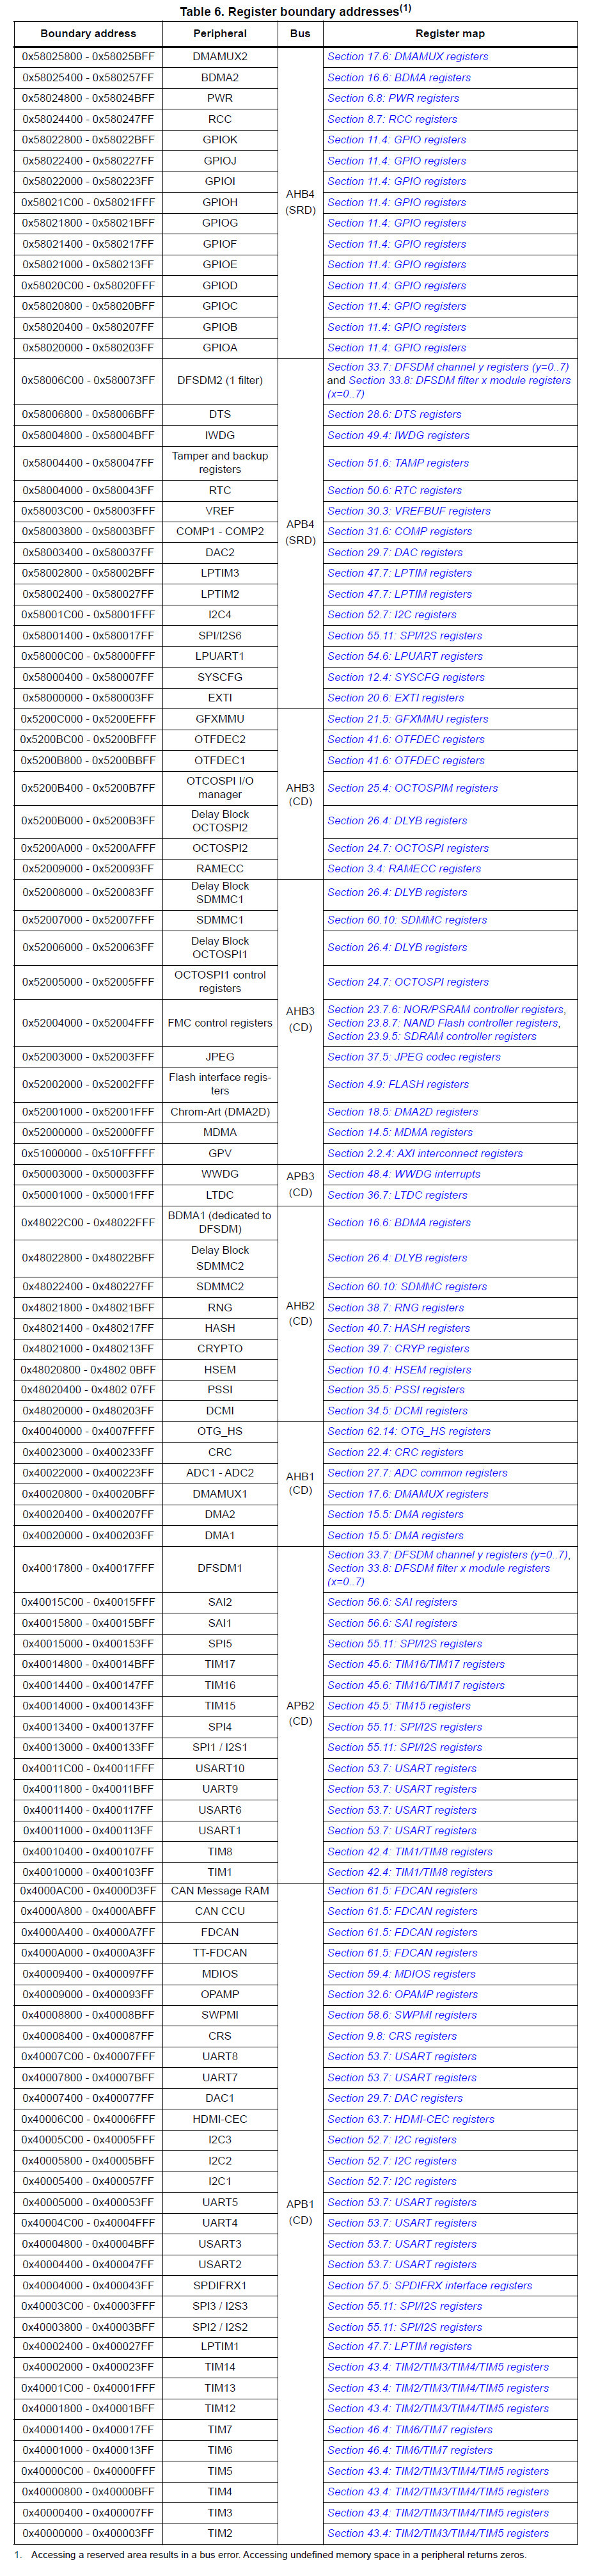 Table 6. Register boundary addresses(1)
Boundary address Peripheral Bus Register map
0x58025800 - 0x58025BFF DMAMUX2 Section 17.6: DMAMUX registers
0x58025400 - 0x580257FF BDMA2 Section 16.6: BDMA registers
0x58024800 - 0x58024BFF PWR Section 6.8: PWR registers
0x58024400 - 0x580247FF RCC Section 8.7: RCC registers
0x58022800 - 0x58022BFF GPIOK Section 11.4: GPIO registers
0x58022400 - 0x580227FF GPIOJ Section 11.4: GPIO registers
0x58022000 - 0x580223FF GPIOI Section 11.4: GPIO registers
AHB4
0x58021C00 - 0x58021FFF GPIOH Section 11.4: GPIO registers
(SRD)
0x58021800 - 0x58021BFF GPIOG Section 11.4: GPIO registers
0x58021400 - 0x580217FF GPIOF Section 11.4: GPIO registers
0x58021000 - 0x580213FF GPIOE Section 11.4: GPIO registers
0x58020C00 - 0x58020FFF GPIOD Section 11.4: GPIO registers
0x58020800 - 0x58020BFF GPIOC Section 11.4: GPIO registers
0x58020400 - 0x580207FF GPIOB Section 11.4: GPIO registers
0x58020000 - 0x580203FF GPIOA Section 11.4: GPIO registers
Section 33.7: DFSDM channel y registers (y=0..7)
0x58006C00 - 0x580073FF DFSDM2 (1 filter) and Section 33.8: DFSDM filter x module registers
(x=0..7)
0x58006800 - 0x58006BFF DTS Section 28.6: DTS registers
0x58004800 - 0x58004BFF IWDG Section 49.4: IWDG registers
Tamper and backup
0x58004400 - 0x580047FF registers Section 51.6: TAMP registers
0x58004000 - 0x580043FF RTC Section 50.6: RTC registers
0x58003C00 - 0x58003FFF VREF Section 30.3: VREFBUF registers
0x58003800 - 0x58003BFF COMP1 - COMP2 APB4 Section 31.6: COMP registers
(SRD)
0x58003400 - 0x580037FF DAC2 Section 29.7: DAC registers
0x58002800 - 0x58002BFF LPTIM3 Section 47.7: LPTIM registers
0x58002400 - 0x580027FF LPTIM2 Section 47.7: LPTIM registers
0x58001C00 - 0x58001FFF I2C4 Section 52.7: I2C registers
0x58001400 - 0x580017FF SPI/I2S6 Section 55.11: SPI/I2S registers
0x58000C00 - 0x58000FFF LPUART1 Section 54.6: LPUART registers
0x58000400 - 0x580007FF SYSCFG Section 12.4: SYSCFG registers
0x58000000 - 0x580003FF EXTI Section 20.6: EXTI registers
0x5200C000 - 0x5200EFFF GFXMMU Section 21.5: GFXMMU registers
0x5200BC00 - 0x5200BFFF OTFDEC2 Section 41.6: OTFDEC registers
0x5200B800 - 0x5200BBFF OTFDEC1 Section 41.6: OTFDEC registers
0x5200B400 - 0x5200B7FF OTCOSPI I/O manager AHB3 (CD) Section 25.4: OCTOSPIM registers
0x5200B000 - 0x5200B3FF Delay Block OCTOSPI2 Section 26.4: DLYB registers
0x5200A000 - 0x5200AFFF OCTOSPI2 Section 24.7: OCTOSPI registers
0x52009000 - 0x520093FF RAMECC Section 3.4: RAMECC registers
0x52008000 - 0x520083FF Delay Block SDMMC1 Section 26.4: DLYB registers
0x52007000 - 0x52007FFF SDMMC1 Section 60.10: SDMMC registers
0x52006000 - 0x520063FF Delay Block OCTOSPI1 Section 26.4: DLYB registers
0x52005000 - 0x52005FFF OCTOSPI1 control registers Section 24.7: OCTOSPI registers
AHB3
(CD)
Section 23.7.6: NOR/PSRAM controller registers,
0x52004000 - 0x52004FFF FMC control registers Section 23.8.7: NAND Flash controller registers,
Section 23.9.5: SDRAM controller registers
0x52003000 - 0x52003FFF JPEG Section 37.5: JPEG codec registers
0x52002000 - 0x52002FFF Flash interface regis-
ters Section 4.9: FLASH registers
0x52001000 - 0x52001FFF Chrom-Art (DMA2D) Section 18.5: DMA2D registers
0x52000000 - 0x52000FFF MDMA Section 14.5: MDMA registers
0x51000000 - 0x510FFFFF GPV Section 2.2.4: AXI interconnect registers
0x50003000 - 0x50003FFF WWDG APB3 Section 48.4: WWDG interrupts
0x50001000 - 0x50001FFF LTDC (CD) Section 36.7: LTDC registers
0x48022C00 - 0x48022FFF BDMA1 (dedicated to DFSDM) Section 16.6: BDMA registers
0x48022800 - 0x48022BFF Delay Block SDMMC2 Section 26.4: DLYB registers
0x48022400 - 0x480227FF SDMMC2 Section 60.10: SDMMC registers
0x48021800 - 0x48021BFF RNG AHB2 Section 38.7: RNG registers
0x48021400 - 0x480217FF HASH (CD) Section 40.7: HASH registers
0x48021000 - 0x480213FF CRYPTO Section 39.7: CRYP registers
0x48020800 - 0x4802 0BFF HSEM Section 10.4: HSEM registers
0x48020400 - 0x4802 07FF PSSI Section 35.5: PSSI registers
0x48020000 - 0x480203FF DCMI Section 34.5: DCMI registers
0x40040000 - 0x4007FFFF OTG_HS Section 62.14: OTG_HS registers
0x40023000 - 0x400233FF CRC Section 22.4: CRC registers
0x40022000 - 0x400223FF ADC1 - ADC2 AHB1 Section 27.7: ADC common registers
0x40020800 - 0x40020BFF DMAMUX1 (CD) Section 17.6: DMAMUX registers
0x40020400 - 0x400207FF DMA2 Section 15.5: DMA registers
0x40020000 - 0x400203FF DMA1 Section 15.5: DMA registers
Section 33.7: DFSDM channel y registers (y=0..7),
0x40017800 - 0x40017FFF DFSDM1 Section 33.8: DFSDM filter x module registers
(x=0..7)
0x40015C00 - 0x40015FFF SAI2 Section 56.6: SAI registers
0x40015800 - 0x40015BFF SAI1 Section 56.6: SAI registers
0x40015000 - 0x400153FF SPI5 Section 55.11: SPI/I2S registers
0x40014800 - 0x40014BFF TIM17 Section 45.6: TIM16/TIM17 registers
0x40014400 - 0x400147FF TIM16 Section 45.6: TIM16/TIM17 registers
0x40014000 - 0x400143FF TIM15 APB2 Section 45.5: TIM15 registers
0x40013400 - 0x400137FF SPI4 (CD) Section 55.11: SPI/I2S registers
0x40013000 - 0x400133FF SPI1 / I2S1 Section 55.11: SPI/I2S registers
0x40011C00 - 0x40011FFF USART10 Section 53.7: USART registers
0x40011800 - 0x40011BFF UART9 Section 53.7: USART registers
0x40011400 - 0x400117FF USART6 Section 53.7: USART registers
0x40011000 - 0x400113FF USART1 Section 53.7: USART registers
0x40010400 - 0x400107FF TIM8 Section 42.4: TIM1/TIM8 registers
0x40010000 - 0x400103FF TIM1 Section 42.4: TIM1/TIM8 registers
0x4000AC00 - 0x4000D3FF CAN Message RAM Section 61.5: FDCAN registers
0x4000A800 - 0x4000ABFF CAN CCU Section 61.5: FDCAN registers
0x4000A400 - 0x4000A7FF FDCAN Section 61.5: FDCAN registers
0x4000A000 - 0x4000A3FF TT-FDCAN Section 61.5: FDCAN registers
0x40009400 - 0x400097FF MDIOS Section 59.4: MDIOS registers
0x40009000 - 0x400093FF OPAMP Section 32.6: OPAMP registers
0x40008800 - 0x40008BFF SWPMI Section 58.6: SWPMI registers
0x40008400 - 0x400087FF CRS Section 9.8: CRS registers
0x40007C00 - 0x40007FFF UART8 Section 53.7: USART registers
0x40007800 - 0x40007BFF UART7 Section 53.7: USART registers
0x40007400 - 0x400077FF DAC1 Section 29.7: DAC registers
0x40006C00 - 0x40006FFF HDMI-CEC Section 63.7: HDMI-CEC registers
0x40005C00 - 0x40005FFF I2C3 Section 52.7: I2C registers
0x40005800 - 0x40005BFF I2C2 Section 52.7: I2C registers
0x40005400 - 0x400057FF I2C1 Section 52.7: I2C registers
0x40005000 - 0x400053FF UART5 APB1 Section 53.7: USART registers
0x40004C00 - 0x40004FFF UART4 (CD) Section 53.7: USART registers
0x40004800 - 0x40004BFF USART3 Section 53.7: USART registers
0x40004400 - 0x400047FF USART2 Section 53.7: USART registers
0x40004000 - 0x400043FF SPDIFRX1 Section 57.5: SPDIFRX interface registers
0x40003C00 - 0x40003FFF SPI3 / I2S3 Section 55.11: SPI/I2S registers
0x40003800 - 0x40003BFF SPI2 / I2S2 Section 55.11: SPI/I2S registers
0x40002400 - 0x400027FF LPTIM1 Section 47.7: LPTIM registers
0x40002000 - 0x400023FF TIM14 Section 43.4: TIM2/TIM3/TIM4/TIM5 registers
0x40001C00 - 0x40001FFF TIM13 Section 43.4: TIM2/TIM3/TIM4/TIM5 registers
0x40001800 - 0x40001BFF TIM12 Section 43.4: TIM2/TIM3/TIM4/TIM5 registers
0x40001400 - 0x400017FF TIM7 Section 46.4: TIM6/TIM7 registers
0x40001000 - 0x400013FF TIM6 Section 46.4: TIM6/TIM7 registers
0x40000C00 - 0x40000FFF TIM5 Section 43.4: TIM2/TIM3/TIM4/TIM5 registers
0x40000800 - 0x40000BFF TIM4 Section 43.4: TIM2/TIM3/TIM4/TIM5 registers
0x40000400 - 0x400007FF TIM3 Section 43.4: TIM2/TIM3/TIM4/TIM5 registers
0x40000000 - 0x400003FF TIM2 Section 43.4: TIM2/TIM3/TIM4/TIM5 registers
1. Accessing a reserved area results in a bus error. Accessing undefined memory space in a peripheral returns zeros.